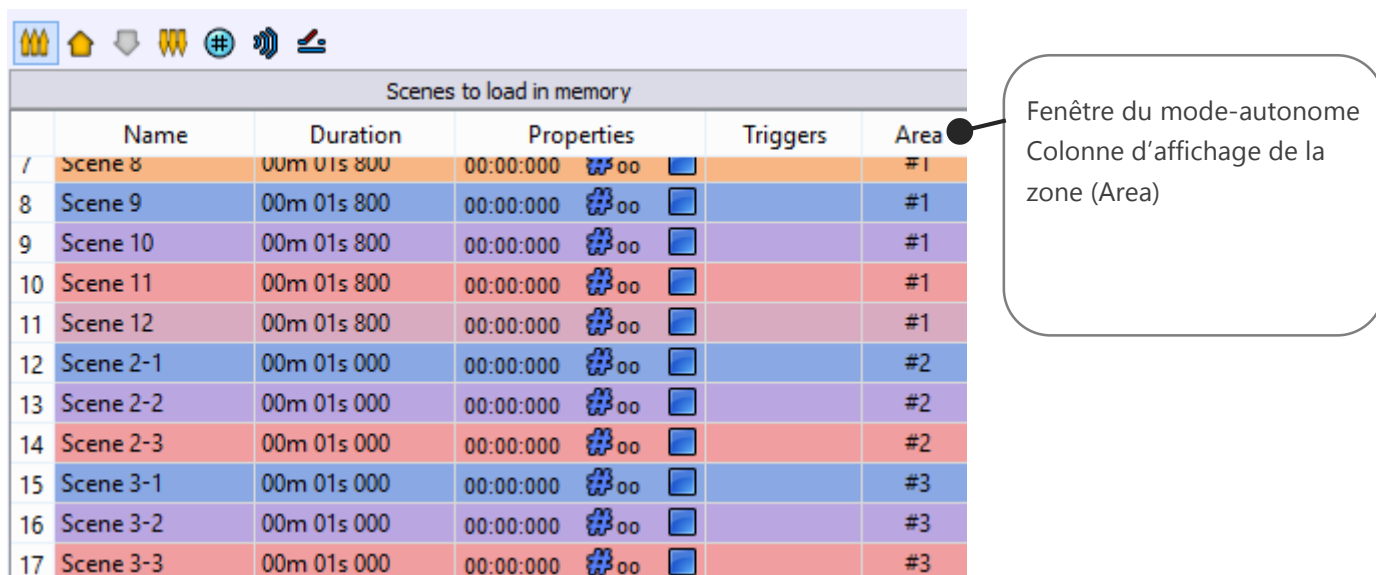 Scenes to load in memory
Name Duration Properties Triggers Area
7 Scene 8 00m 01s 800 00:00:000 # oo #1
8 Scene 9 00m 01s 800 00:00:000 # oo #1
9 Scene 10 00m 01s 800 00:00:000 # oo #1
10 Scene 11 00m 01s 800 00:00:000 # oo #1
11 Scene 12 00m 01s 800 00:00:000 # oo #1
12 Scene 2-1 00m 01s 000 00:00:000 # oo #2
13 Scene 2-2 00m 01s 000 00:00:000 # oo #2
14 Scene 2-3 00m 01s 000 00:00:000 # oo #2
15 Scene 3-1 00m 01s 000 00:00:000 # oo #3
16 Scene 3-2 00m 01s 000 00:00:000 # oo #3
17 Scene 3-3 00m 01s 000 00:00:000 # oo #3
Fenêtre du mode-autonome
Colonne d’affichage de la
zone (Area)